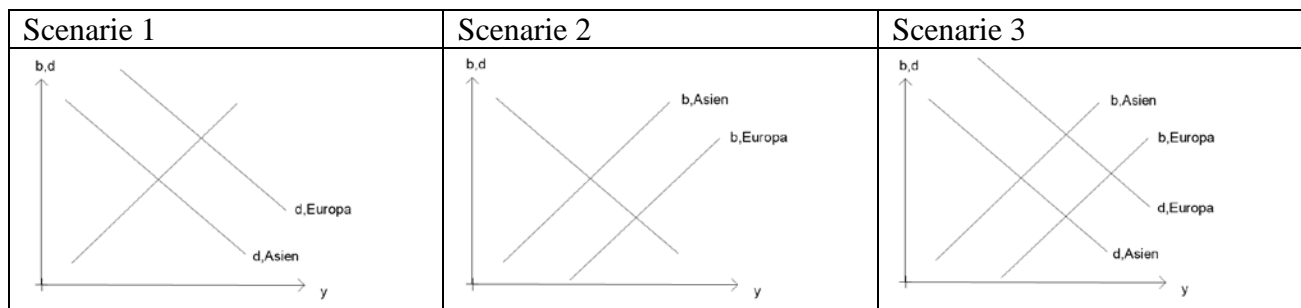 Scenarie 1
Scenarie 2
Scenarie 3
b,d
d,Europa
d,Asien
y
b,d
b,Asien
b,Europa
y
b,d
b,Asien
b,Europa
d,Europa
d,Asien
y